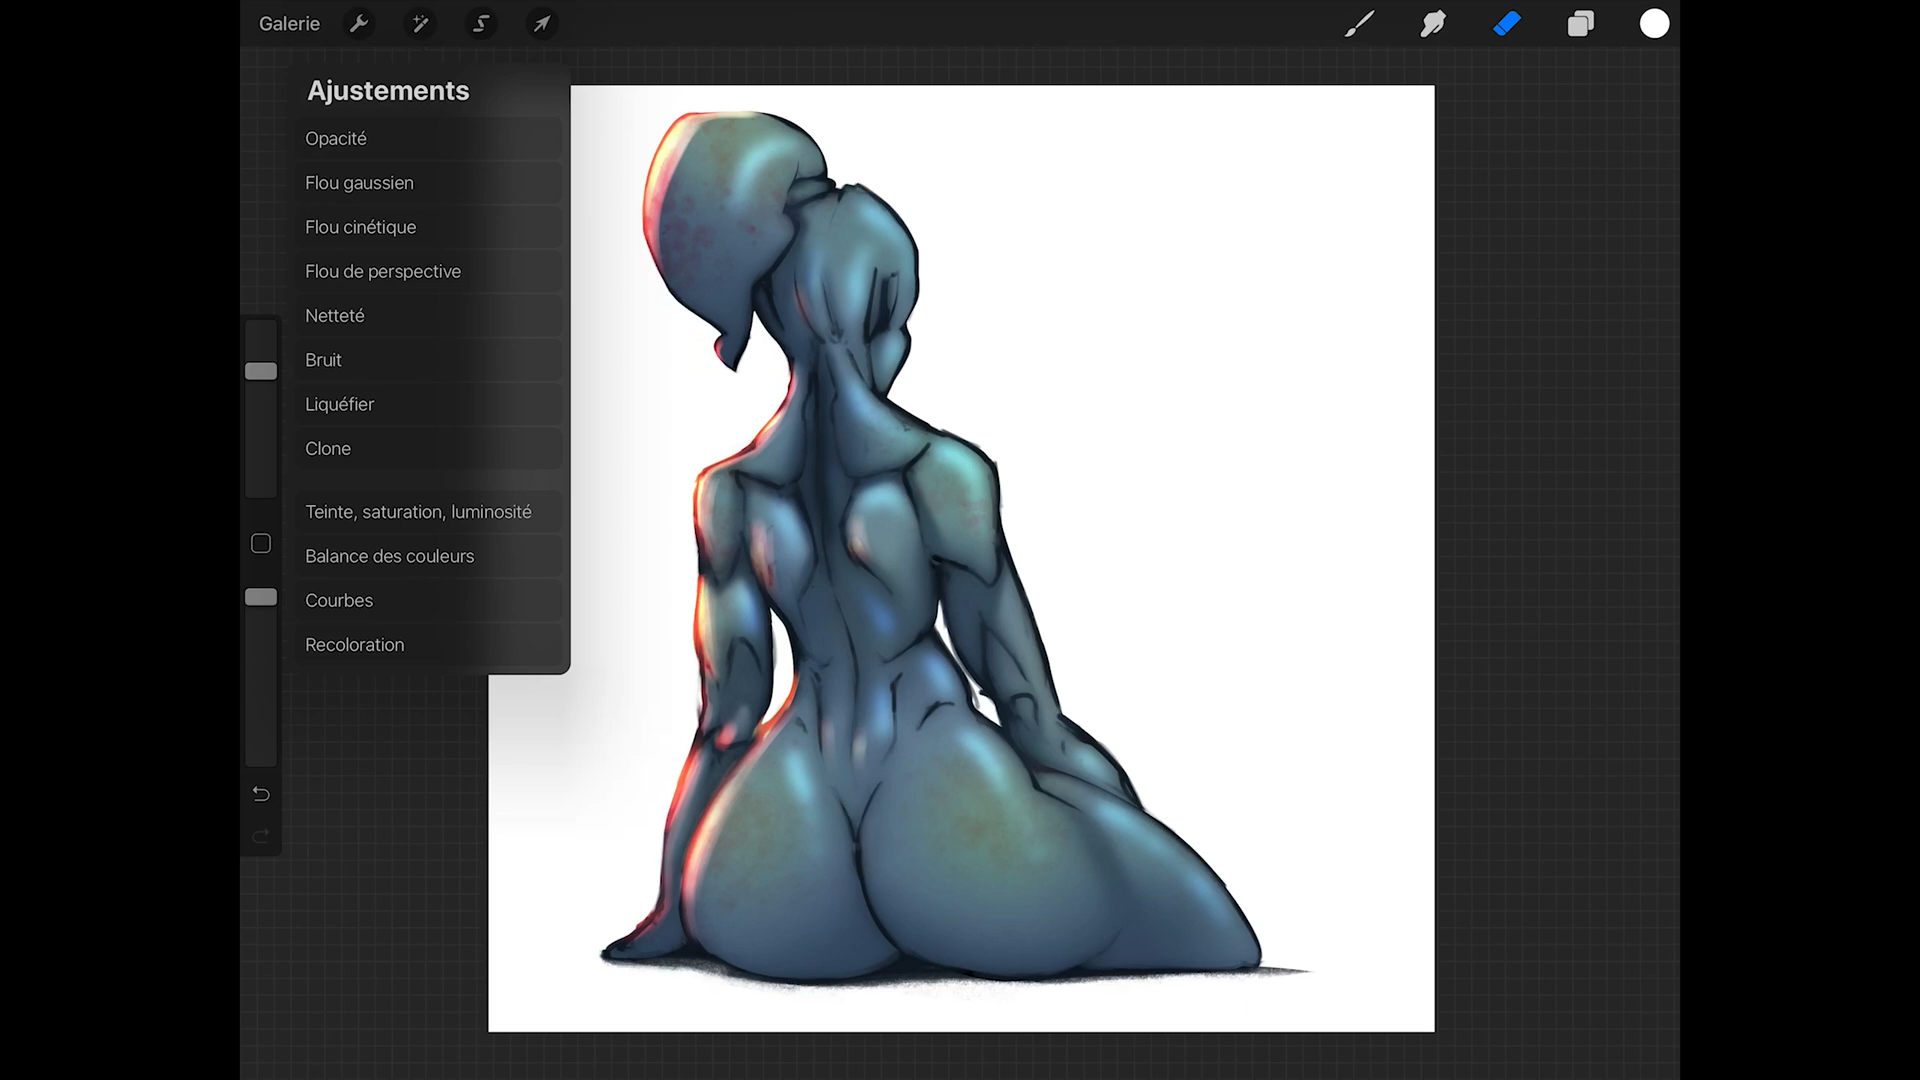 Galerie
Ajustements
Opacité
Flou gaussien
Flou cinétique
Flou de perspective
Netteté
Bruit
Liquéfier
Clone
Teinte, saturation, luminosité
Balance des couleurs
Courbes
Recoloration